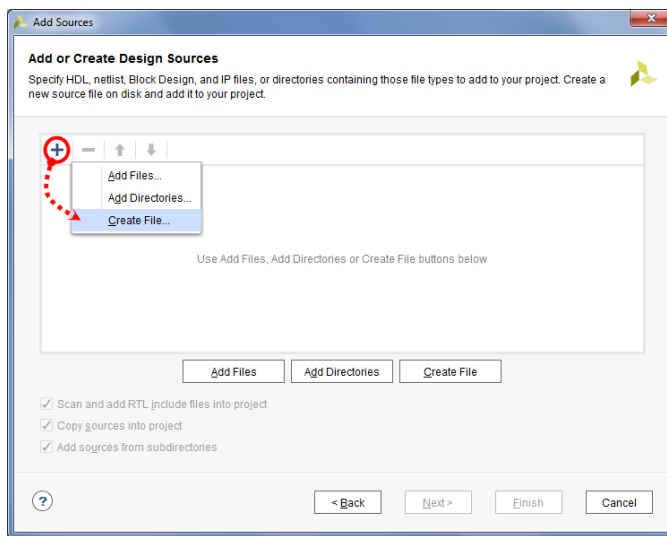 Add Sources
Add or Create Design Sources
Specify HDL, netlist, Block Design, and IP files, or directories containing those file types to add to your project. Create a
new source file on disk and add it to your project.
Add Files...
Add Directories...
Create File...
Use Add Files, Add Directories or Create File buttons below
Add Files
Add Directories
Create File
Scan and add RTL include files into project
Copy sources into project
Add sources from subdirectories
?
< Back
Next >
Finish
Cancel